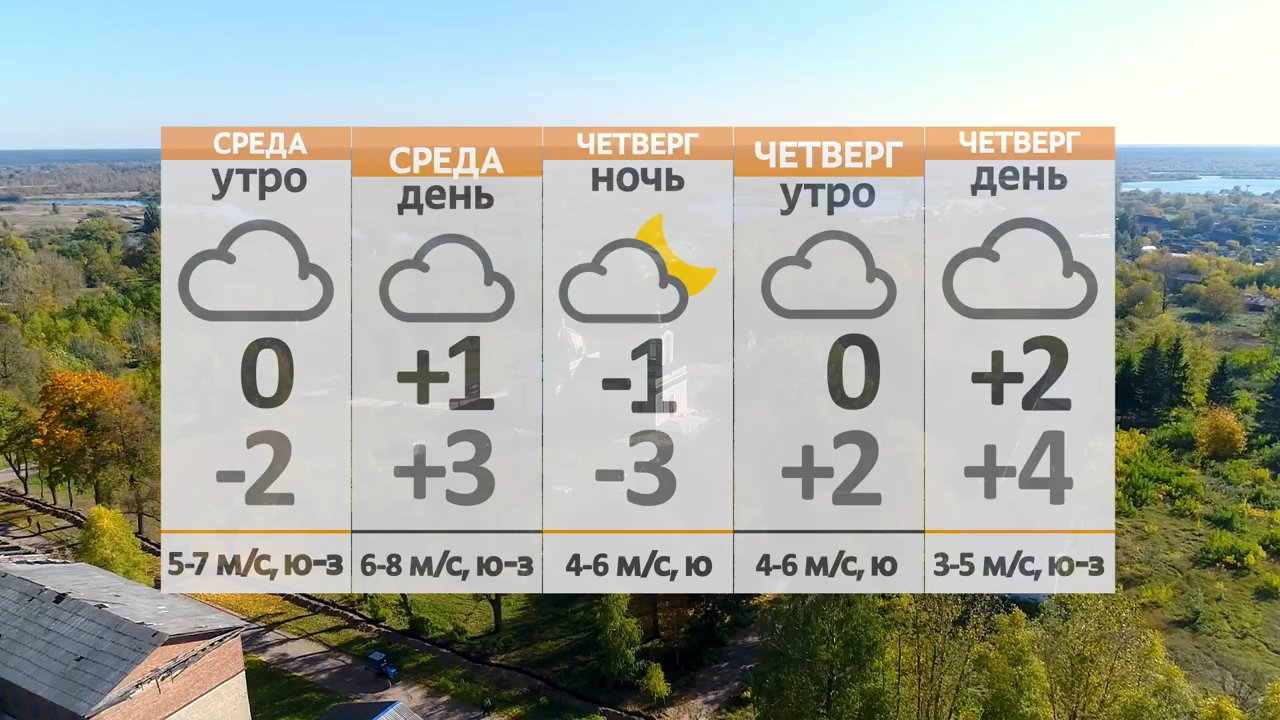 СРЕДА
утро
0
-2
5-7 м/с, ю-з
СРЕДА
день
+1
+3
6-8 м/с, ю-з
ЧЕТВЕРГ
ночь
-1
-3
4-6 м/с, ю
ЧЕТВЕРГ
утро
0
+2
4-6 м/с, ю
ЧЕТВЕРГ
день
+2
+4
3-5 м/с, ю-з